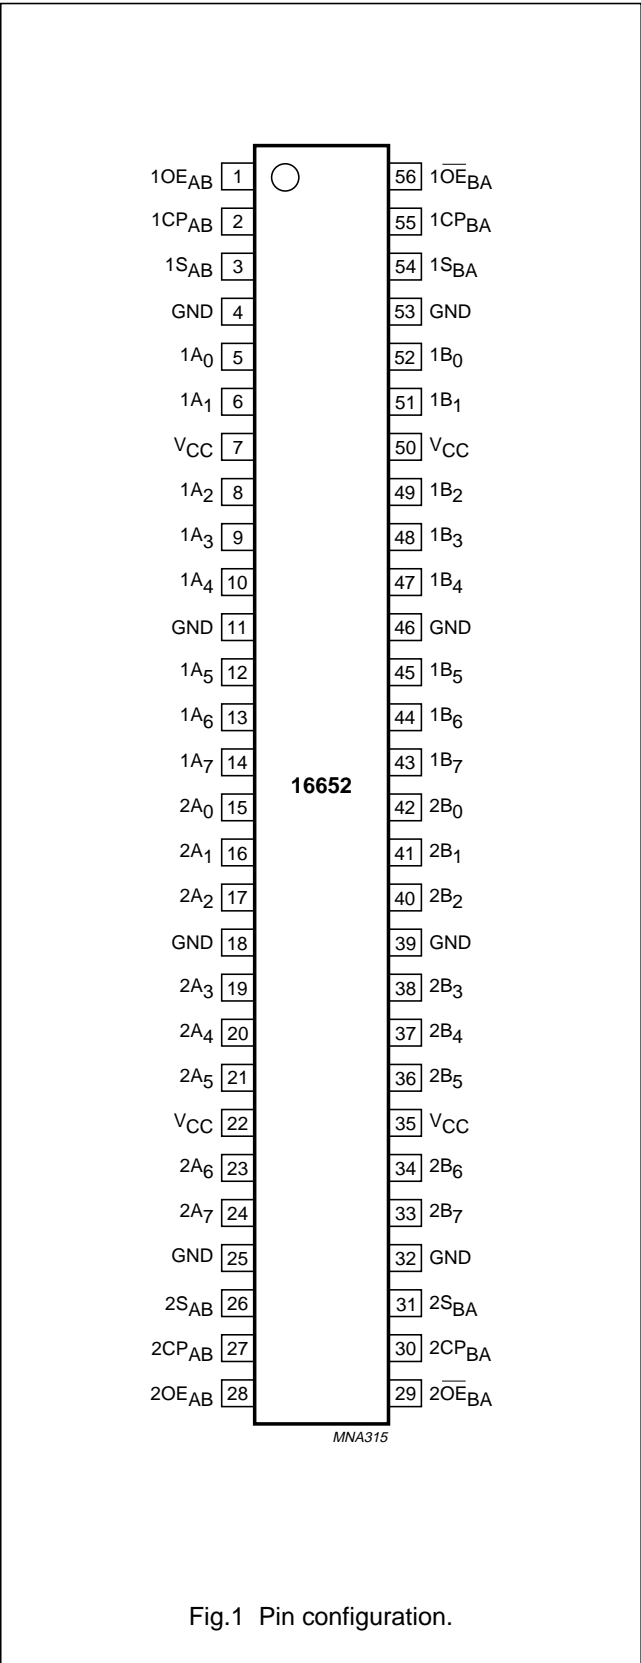 1OE_AB 1 56 1O̅E̅_BA
1CP_AB 2 55 1CP_BA
1S_AB 3 54 1S_BA
GND 4 53 GND
1A_0 5 52 1B_0
1A_1 6 51 1B_1
V_CC 7 50 V_CC
1A_2 8 49 1B_2
1A_3 9 48 1B_3
1A_4 10 47 1B_4
GND 11 46 GND
1A_5 12 45 1B_5
1A_6 13 44 1B_6
1A_7 14 43 1B_7
16652
2A_0 15 42 2B_0
2A_1 16 41 2B_1
2A_2 17 40 2B_2
GND 18 39 GND
2A_3 19 38 2B_3
2A_4 20 37 2B_4
2A_5 21 36 2B_5
V_CC 22 35 V_CC
2A_6 23 34 2B_6
2A_7 24 33 2B_7
GND 25 32 GND
2S_AB 26 31 2S_BA
2CP_AB 27 30 2CP_BA
2OE_AB 28 29 2O̅E̅_BA
MNA315
Fig.1 Pin configuration.